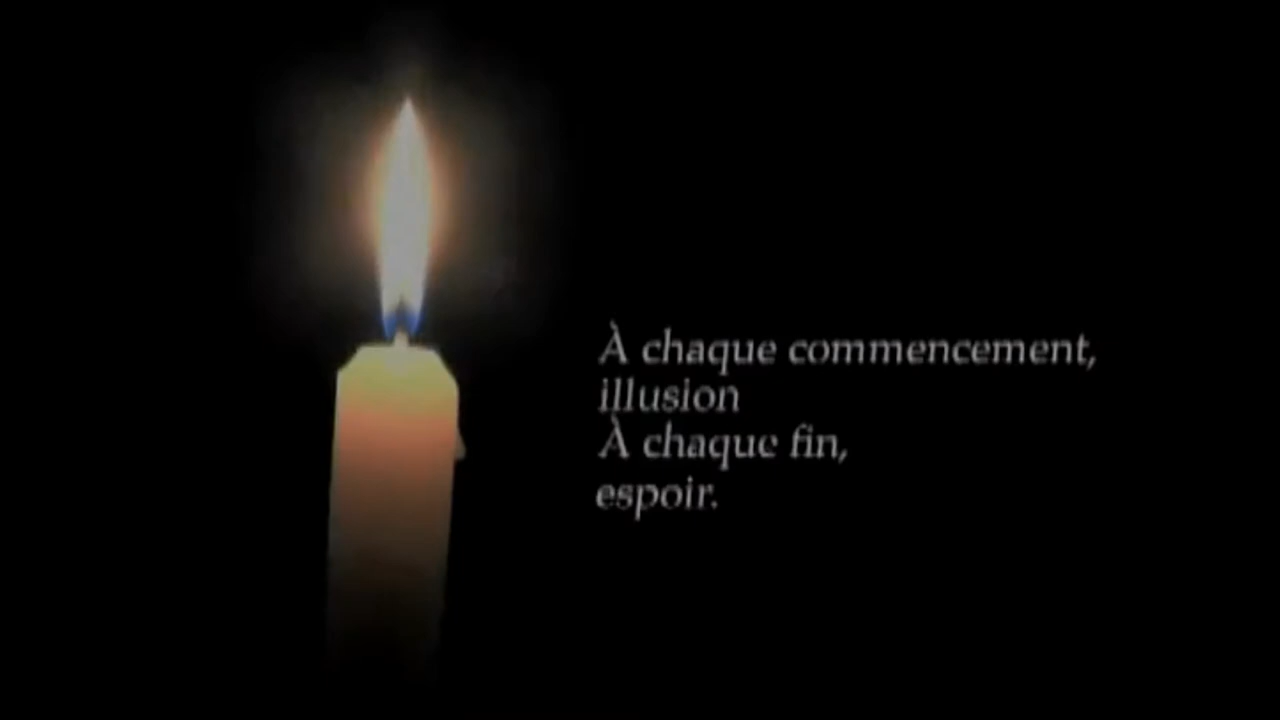 À chaque commencement,
illusion
À chaque fin,
espoir.